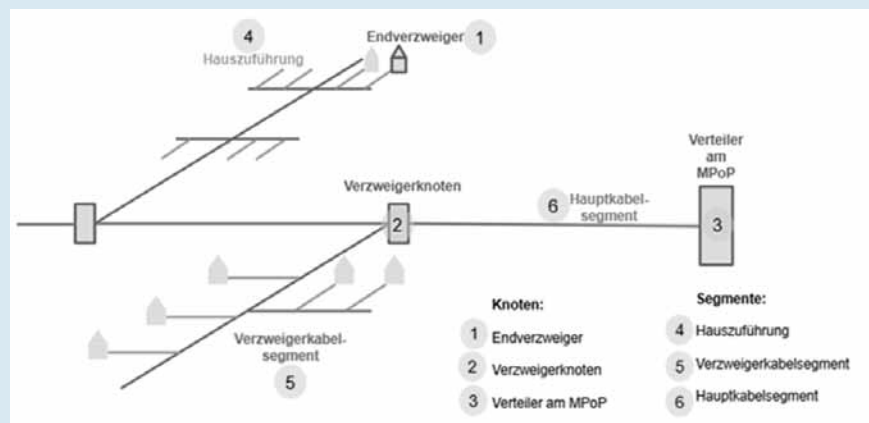 4
Hauszuführung
Endverzweiger 1
Verteiler
am
MPoP
Verzweigerknoten
6 Hauptkabel-
segment
2
3
Verzweigerkabel-
segment
5
Knoten:
1 Endverzweiger
2 Verzweigerknoten
3 Verteiler am MPoP
Segmente:
4 Hauszuführung
5 Verzweigerkabelsegment
6 Hauptkabelsegment